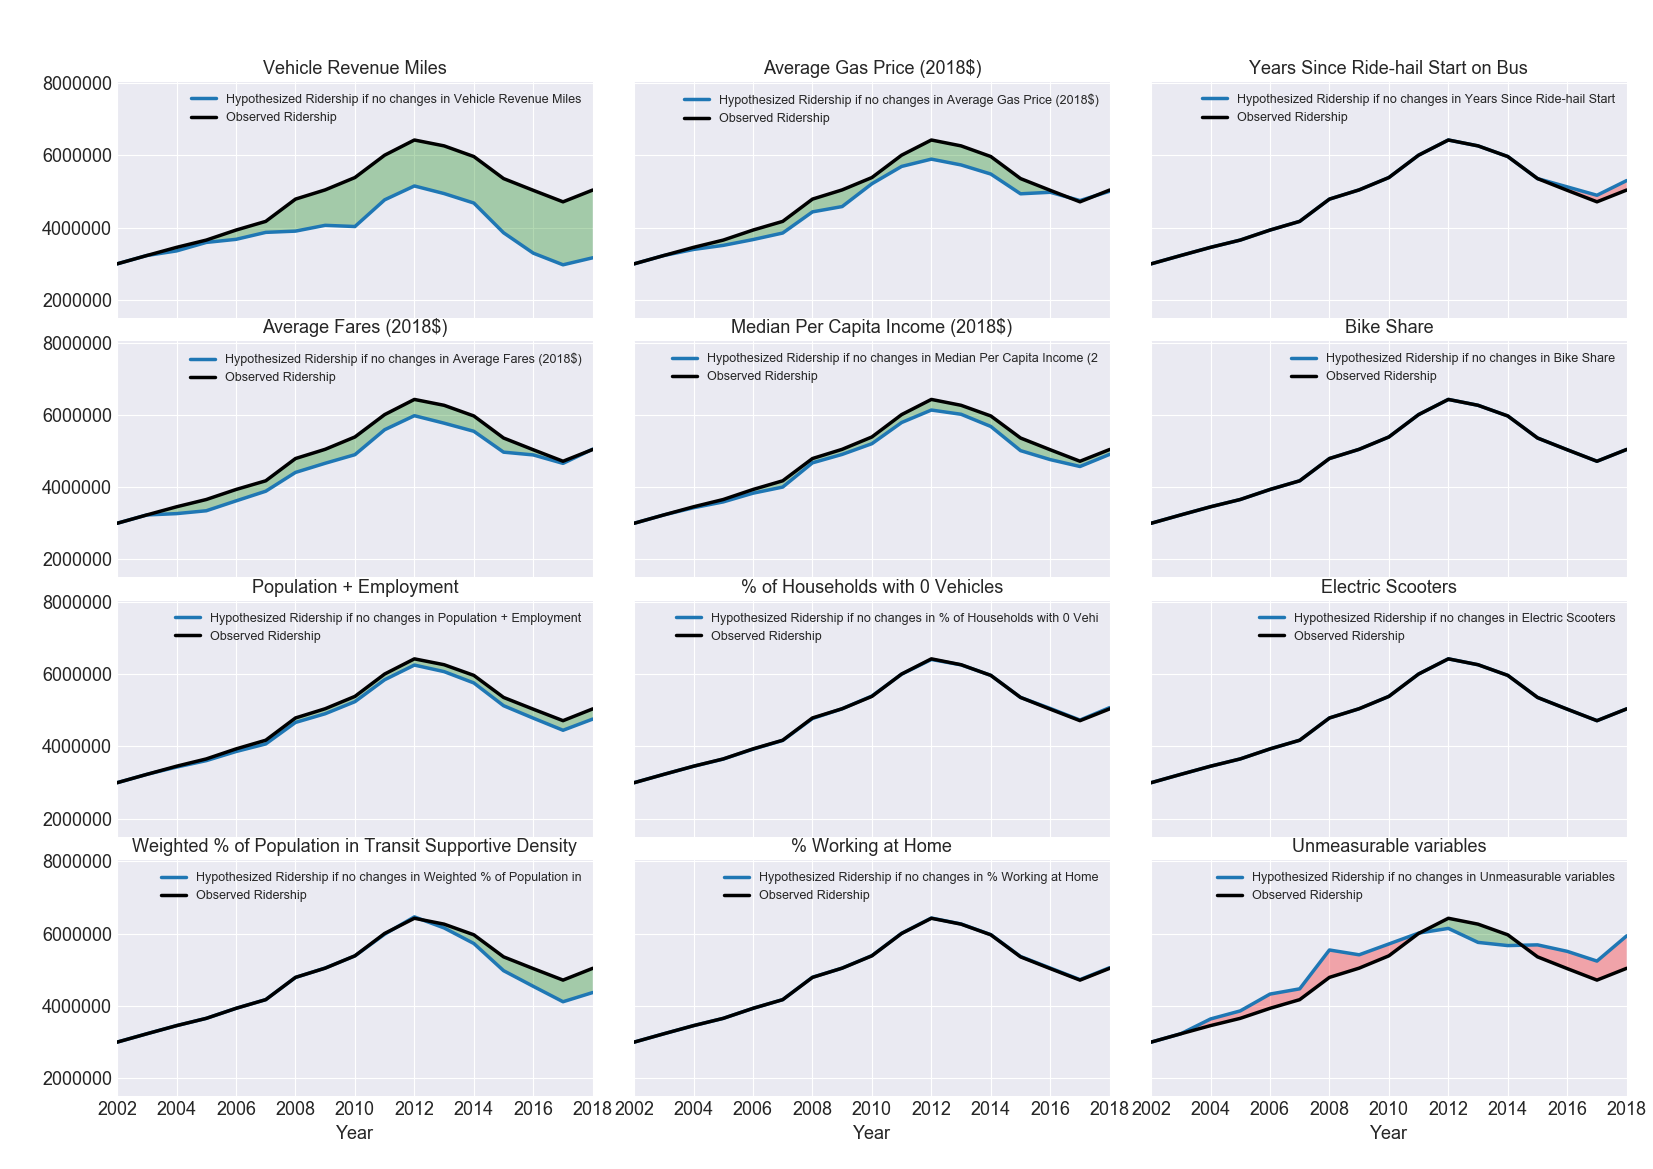 Vehicle Revenue Miles
8000000
6000000
4000000
2000000
Hypothesized Ridership if no changes in Vehicle Revenue Miles
Observed Ridership
Average Gas Price (2018$)
Hypothesized Ridership if no changes in Average Gas Price (2018$)
Observed Ridership
Years Since Ride-hail Start on Bus
Hypothesized Ridership if no changes in Years Since Ride-hail Start
Observed Ridership
Average Fares (2018$)
8000000
6000000
4000000
2000000
Hypothesized Ridership if no changes in Average Fares (2018$)
Observed Ridership
Median Per Capita Income (2018$)
Hypothesized Ridership if no changes in Median Per Capita Income (2
Observed Ridership
Bike Share
Hypothesized Ridership if no changes in Bike Share
Observed Ridership
Population + Employment
8000000
6000000
4000000
2000000
Hypothesized Ridership if no changes in Population + Employment
Observed Ridership
% of Households with 0 Vehicles
Hypothesized Ridership if no changes in % of Households with 0 Vehi
Observed Ridership
Electric Scooters
Hypothesized Ridership if no changes in Electric Scooters
Observed Ridership
Weighted % of Population in Transit Supportive Density
8000000
6000000
4000000
2000000
Hypothesized Ridership if no changes in Weighted % of Population in
Observed Ridership
2002 2004 2006 2008 2010 2012 2014 2016 2018
Year
% Working at Home
Hypothesized Ridership if no changes in % Working at Home
Observed Ridership
2002 2004 2006 2008 2010 2012 2014 2016 2018
Year
Unmeasurable variables
Hypothesized Ridership if no changes in Unmeasurable variables
Observed Ridership
2002 2004 2006 2008 2010 2012 2014 2016 2018
Year